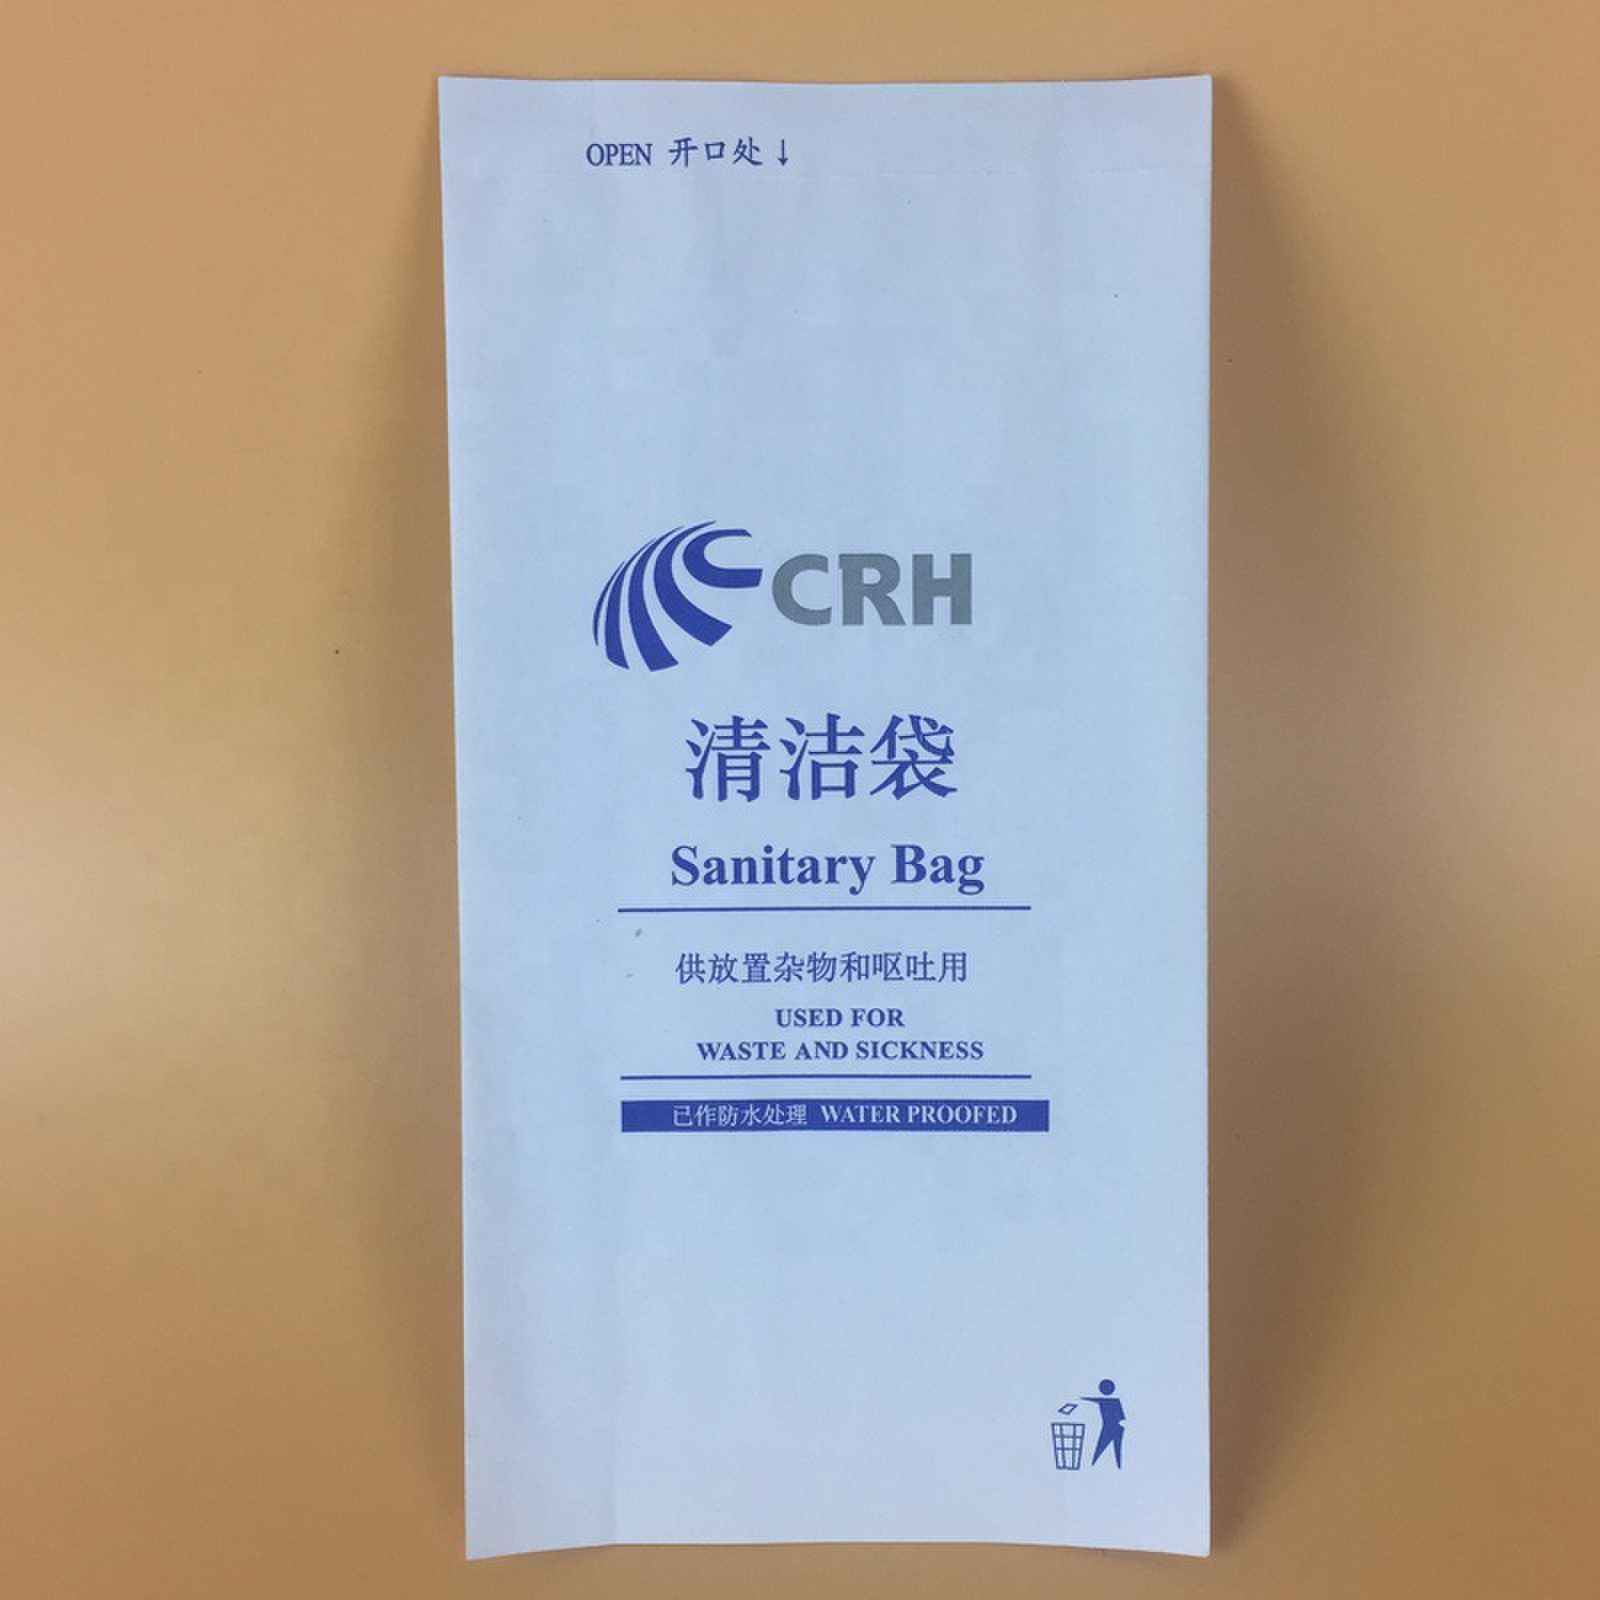 OPEN 开口处↓
CRH
清洁袋
Sanitary Bag
供放置杂物和呕吐用
USED FOR
WASTE AND SICKNESS
已作防水处理 WATER PROOFED